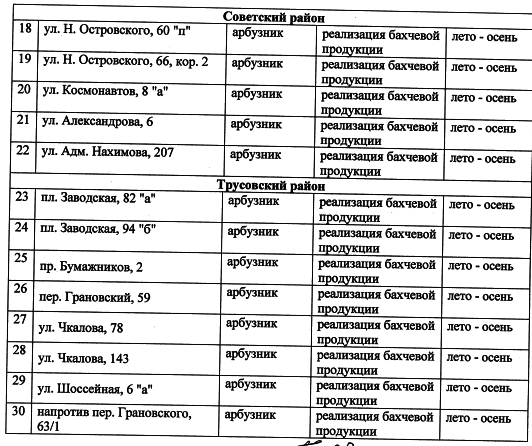 Советский район
18 ул. Н. Островского, 60 "п" арбузник реализация бахчевой лето - осень
продукции
19 ул. Н. Островского, 66, кор. 2 арбузник реализация бахчевой лето - осень
продукции
20 ул. Космонавтов, 8 "а" арбузник реализация бахчевой лето - осень
продукции
21 ул. Александрова, 6 арбузник реализация бахчевой лето - осень
продукции
22 ул. Адм. Нахимова, 207 арбузник реализация бахчевой лето - осень
продукции
Трусовский район
23 пл. Заводская, 82 "а" арбузник реализация бахчевой лето - осень
продукции
24 пл. Заводская, 94 "б" арбузник реализация бахчевой лето - осень
продукции
25 пр. Бумажников, 2 арбузник реализация бахчевой лето - осень
продукции
26 пер. Грановский, 59 арбузник реализация бахчевой лето - осень
продукции
27 ул. Чкалова, 78 арбузник реализация бахчевой лето - осень
продукции
28 ул. Чкалова, 143 арбузник реализация бахчевой лето - осень
продукции
29 ул. Шоссейная, 6 "а" арбузник реализация бахчевой лето - осень
продукции
30 напротив пер. Грановского, арбузник реализация бахчевой лето - осень
63/1 продукции